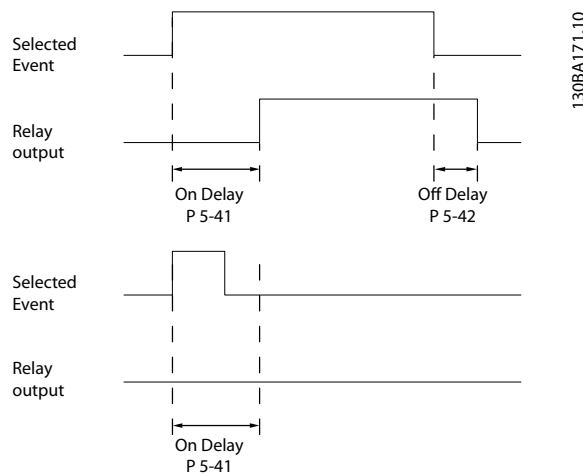 130BA171.10
Selected
Event
Relay
output
On Delay
P 5-41
Off Delay
P 5-42
Selected
Event
Relay
output
On Delay
P 5-41